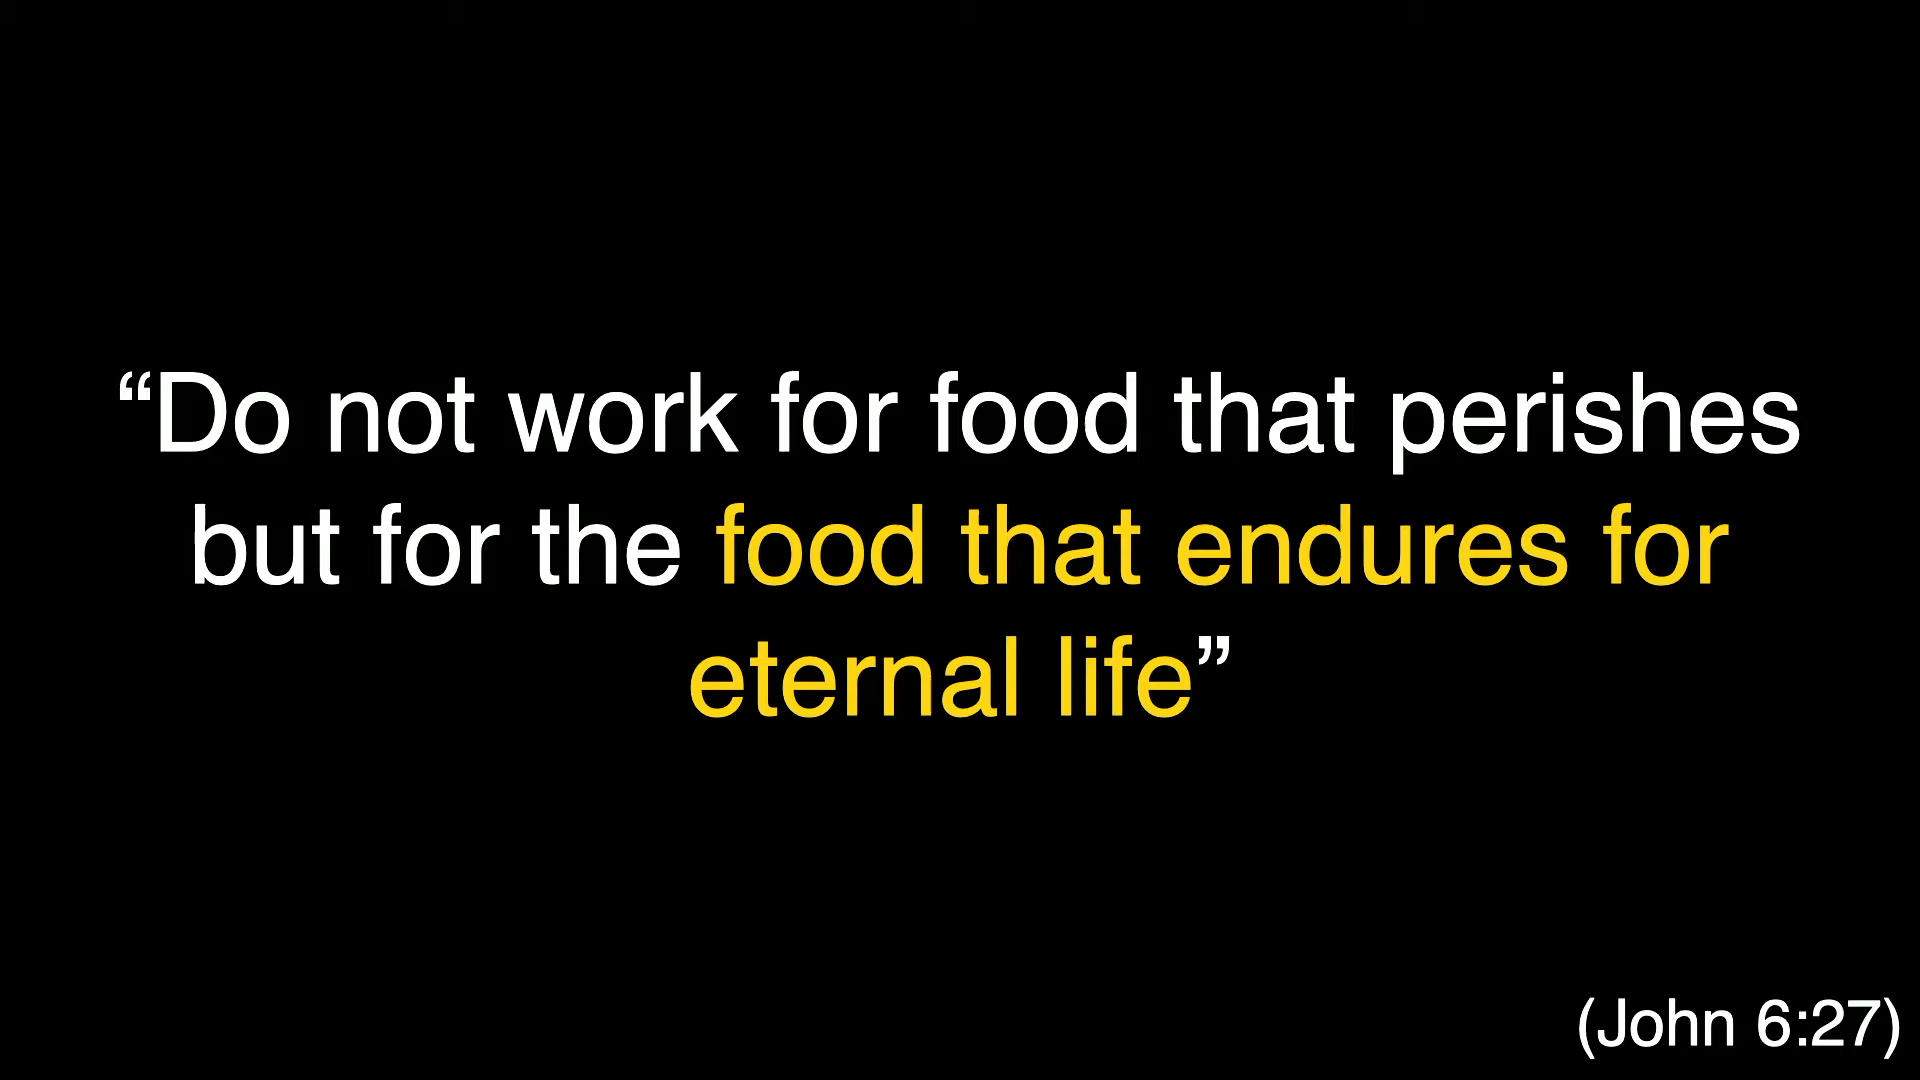 “Do not work for food that perishes
but for the food that endures for
eternal life”
(John 6:27)